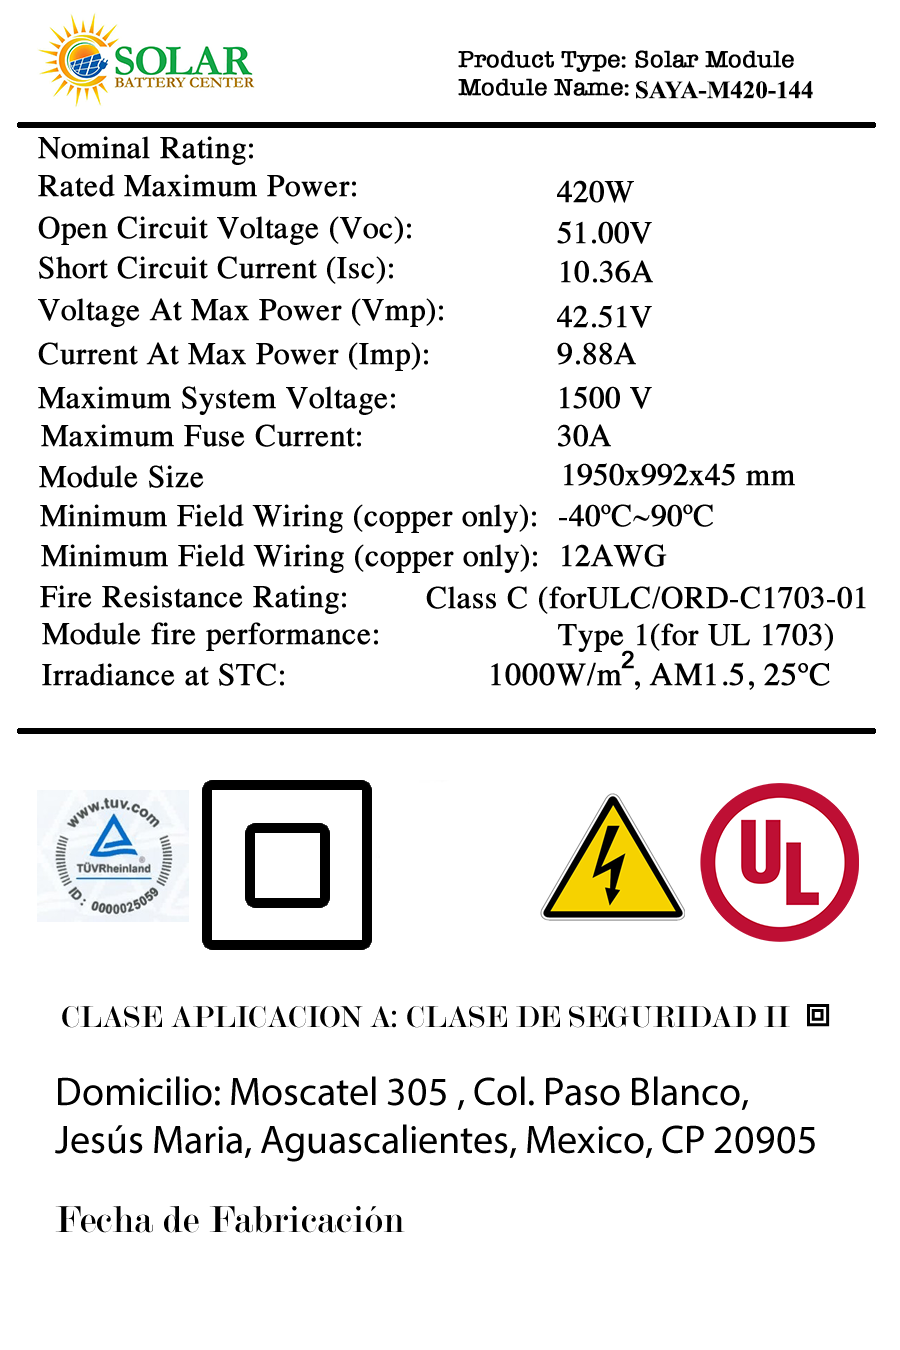 SOLAR
BATTERY CENTER
Product Type: Solar Module
Module Name: SAYA-M420-144
Nominal Rating:
Rated Maximum Power: 420W
Open Circuit Voltage (Voc): 51.00V
Short Circuit Current (Isc): 10.36A
Voltage At Max Power (Vmp): 42.51V
Current At Max Power (Imp): 9.88A
Maximum System Voltage: 1500 V
Maximum Fuse Current: 30A
Module Size 1950x992x45 mm
Minimum Field Wiring (copper only): -40ºC~90ºC
Minimum Field Wiring (copper only): 12AWG
Fire Resistance Rating: Class C (forULC/ORD-C1703-01
Module fire performance: Type 1(for UL 1703)
Irradiance at STC: 1000W/m², AM1.5, 25ºC
www.tuv.com
TÜVRheinland®
ID: 0000025059
UL
CLASE APLICACION A: CLASE DE SEGURIDAD II
Domicilio: Moscatel 305 , Col. Paso Blanco,
Jesús Maria, Aguascalientes, Mexico, CP 20905
Fecha de Fabricación